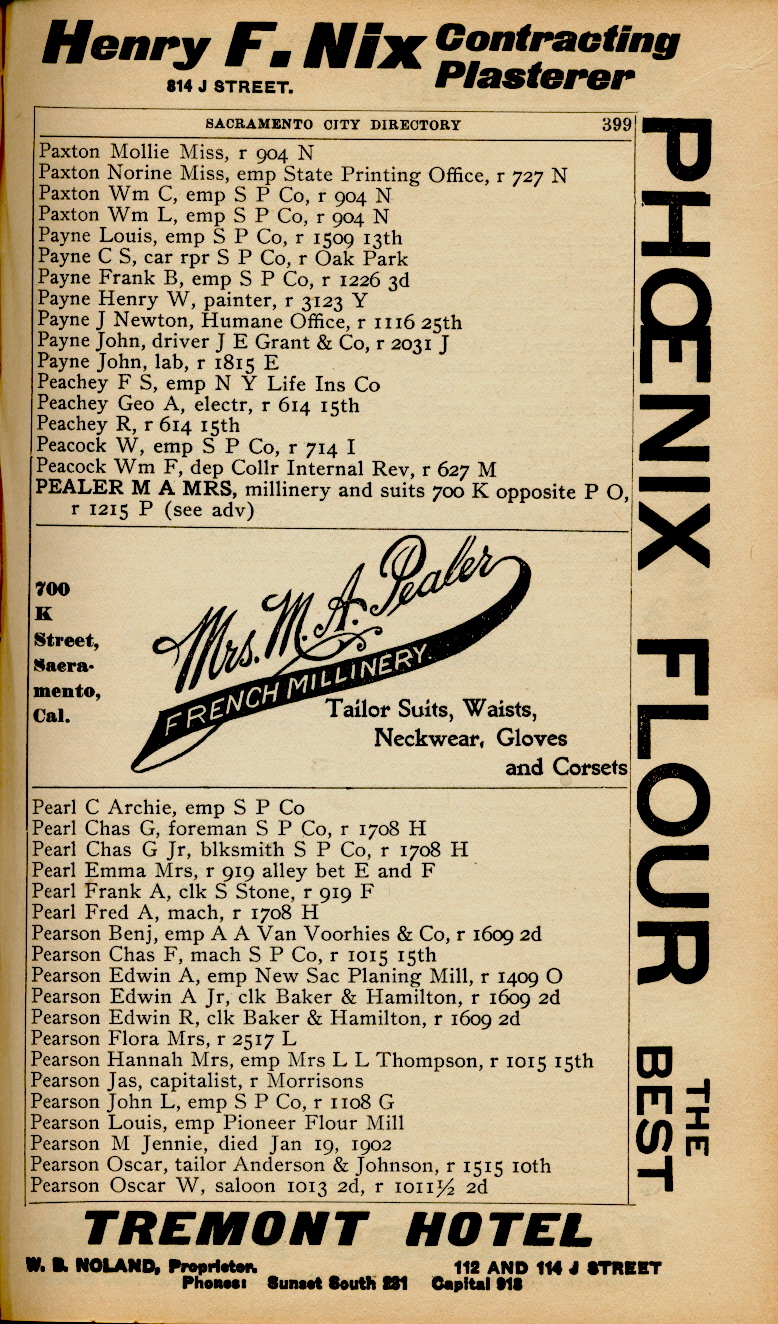 Henry F. Nix Contracting Plasterer
814 J STREET.
SACRAMENTO CITY DIRECTORY 399
Paxton Mollie Miss, r 904 N
Paxton Norine Miss, emp State Printing Office, r 727 N
Paxton Wm C, emp S P Co, r 904 N
Paxton Wm L, emp S P Co, r 904 N
Payne Louis, emp S P Co, r 1509 13th
Payne C S, car rpr S P Co, r Oak Park
Payne Frank B, emp S P Co, r 1226 3d
Payne Henry W, painter, r 3123 Y
Payne J Newton, Humane Office, r 1116 25th
Payne John, driver J E Grant & Co, r 2031 J
Payne John, lab, r 1815 E
Peachey F S, emp N Y Life Ins Co
Peachey Geo A, electr, r 614 15th
Peachey R, r 614 15th
Peacock W, emp S P Co, r 714 I
Peacock Wm F, dep Collr Internal Rev, r 627 M
PEALER M A MRS, millinery and suits 700 K opposite P O,
r 1215 P (see adv)
700
K
Street,
Sacra-
mento,
Cal.
Mrs. M. A. Pealer
FRENCH MILLINERY.
Tailor Suits, Waists,
Neckwear, Gloves
and Corsets
Pearl C Archie, emp S P Co
Pearl Chas G, foreman S P Co, r 1708 H
Pearl Chas G Jr, blksmith S P Co, r 1708 H
Pearl Emma Mrs, r 919 alley bet E and F
Pearl Frank A, clk S Stone, r 919 F
Pearl Fred A, mach, r 1708 H
Pearson Benj, emp A A Van Voorhies & Co, r 1609 2d
Pearson Chas F, mach S P Co, r 1015 15th
Pearson Edwin A, emp New Sac Planing Mill, r 1409 O
Pearson Edwin A Jr, clk Baker & Hamilton, r 1609 2d
Pearson Edwin R, clk Baker & Hamilton, r 1609 2d
Pearson Flora Mrs, r 2517 L
Pearson Hannah Mrs, emp Mrs L L Thompson, r 1015 15th
Pearson Jas, capitalist, r Morrisons
Pearson John L, emp S P Co, r 1108 G
Pearson Louis, emp Pioneer Flour Mill
Pearson M Jennie, died Jan 19, 1902
Pearson Oscar, tailor Anderson & Johnson, r 1515 10th
Pearson Oscar W, saloon 1013 2d, r 1011½ 2d
PHŒNIX FLOUR THE BEST
TREMONT HOTEL
W. D. NOLAND, Proprietor. 112 AND 114 J STREET
Phones: Sunset South 231 Capital 918